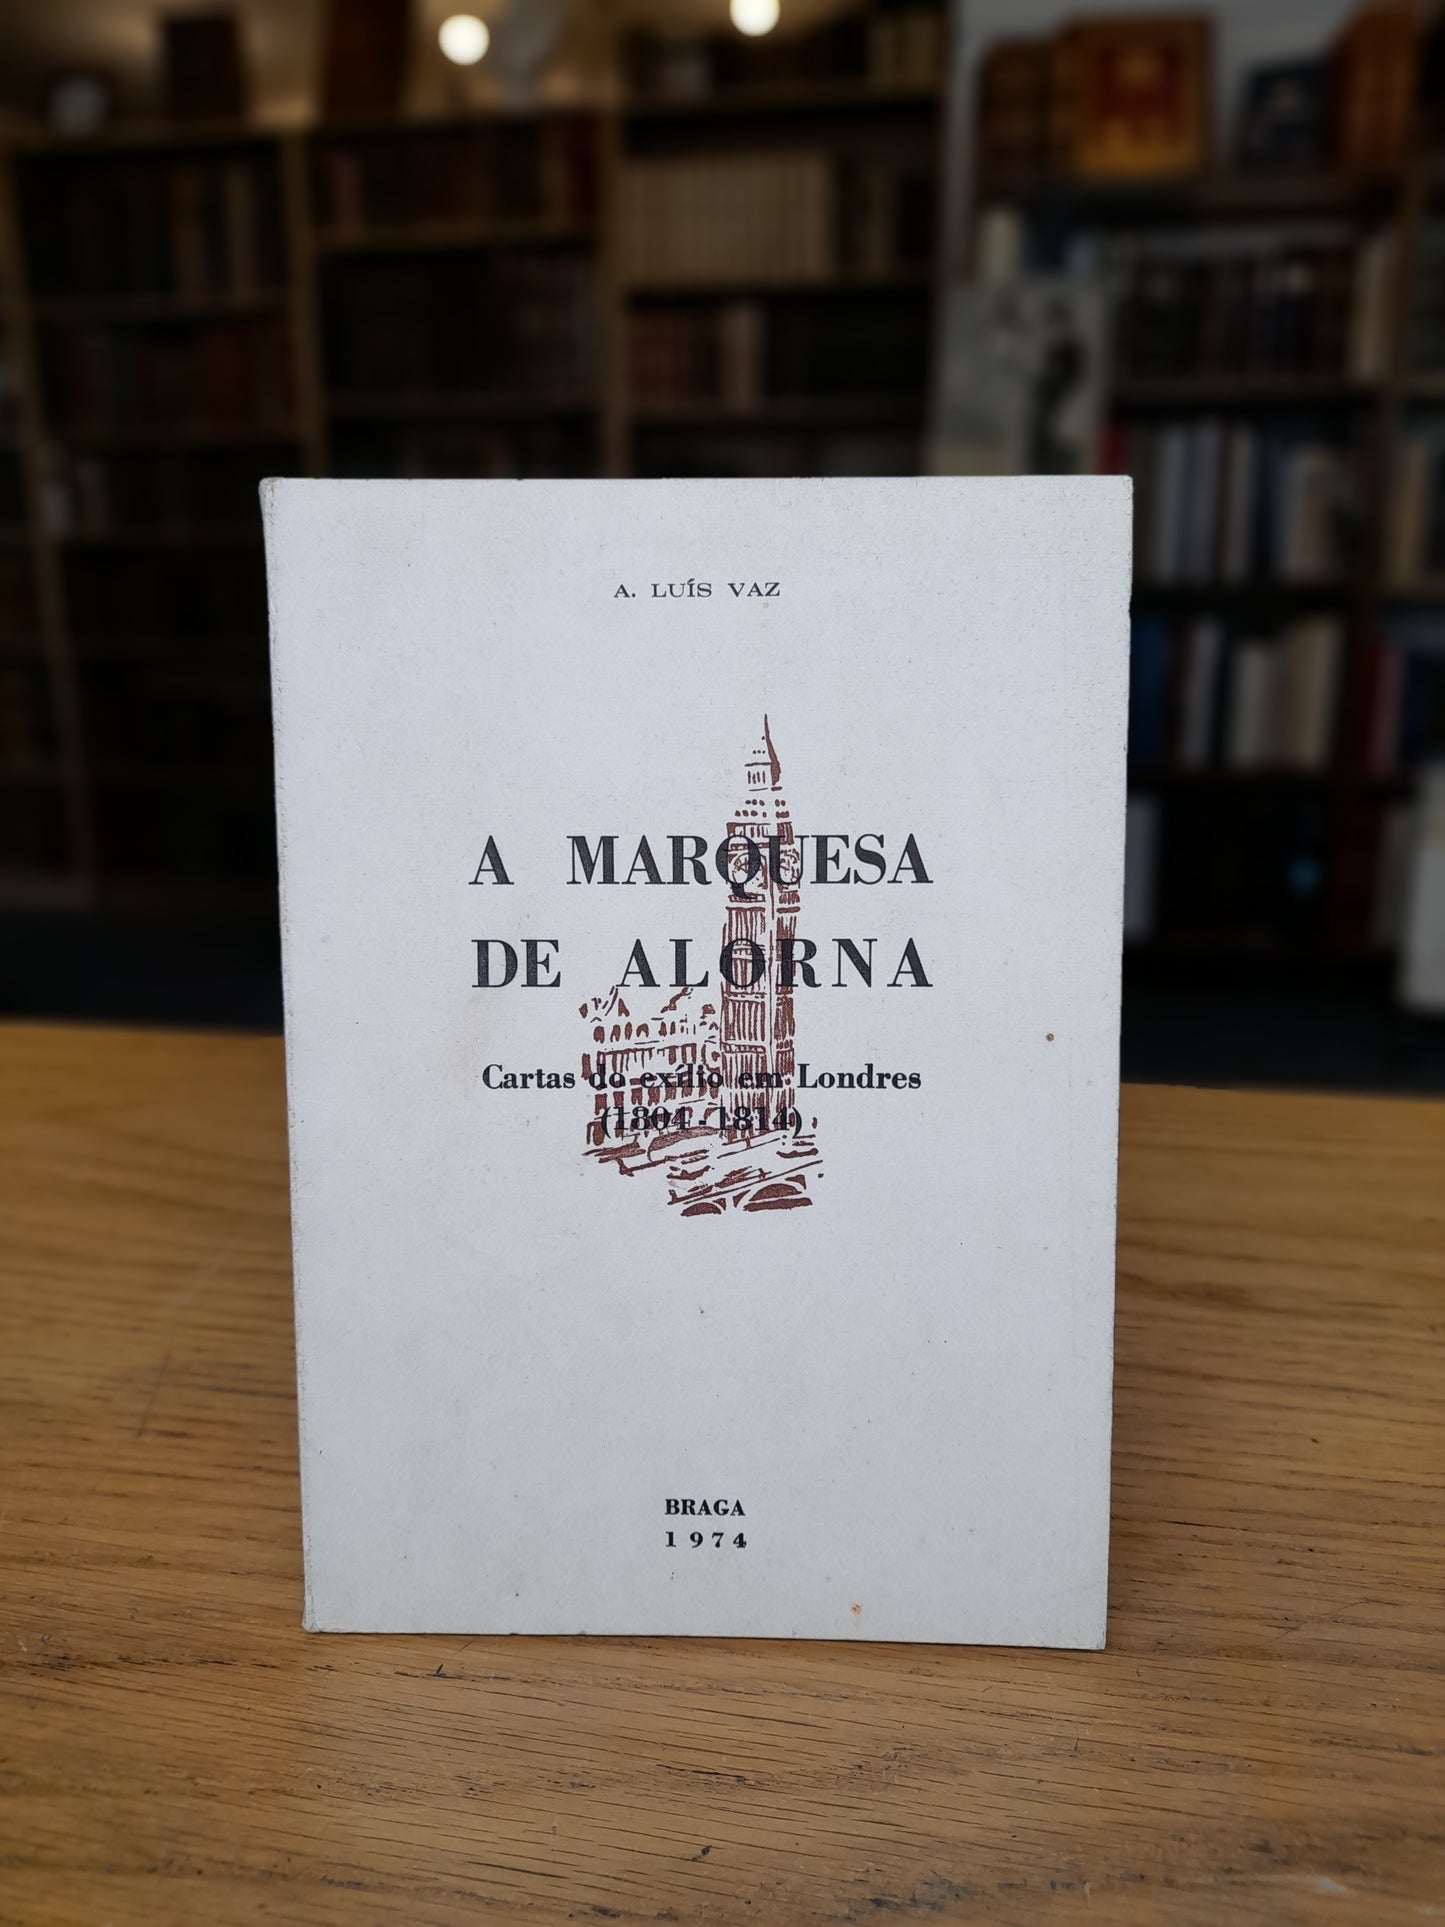 A. LUÍS VAZ
A MARQUESA
DE ALORNA
Cartas do exílio em Londres
(1804-1814)
BRAGA
1974